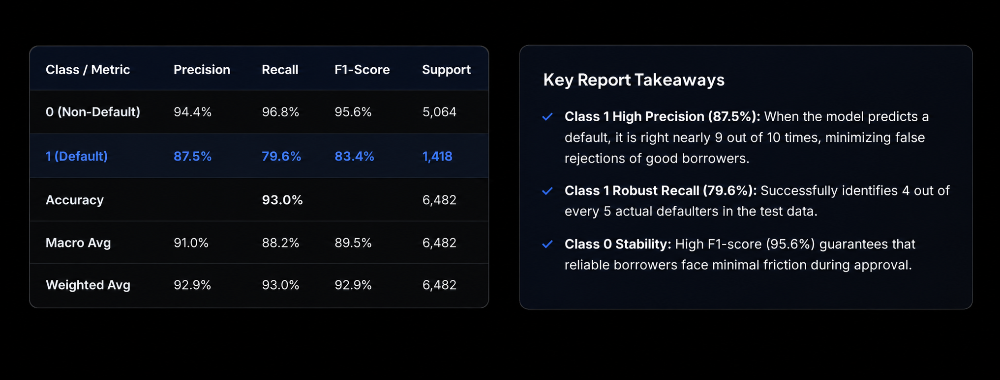 Class / Metric Precision Recall F1-Score Support
0 (Non-Default) 94.4% 96.8% 95.6% 5,064
1 (Default) 87.5% 79.6% 83.4% 1,418
Accuracy 93.0% 6,482
Macro Avg 91.0% 88.2% 89.5% 6,482
Weighted Avg 92.9% 93.0% 92.9% 6,482
Key Report Takeaways
Class 1 High Precision (87.5%): When the model predicts a
default, it is right nearly 9 out of 10 times, minimizing false
rejections of good borrowers.
Class 1 Robust Recall (79.6%): Successfully identifies 4 out of
every 5 actual defaulters in the test data.
Class 0 Stability: High F1-score (95.6%) guarantees that
reliable borrowers face minimal friction during approval.